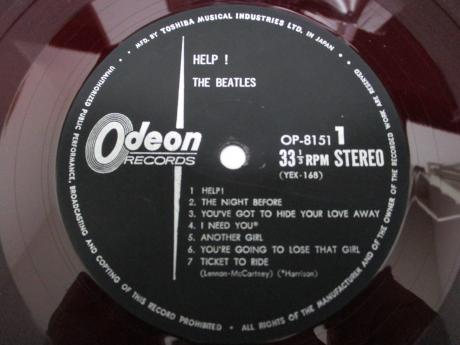 MFD. BY TOSHIBA MUSICAL INDUSTRIES LTD. IN JAPAN.
HELP !
THE BEATLES
Odeon
RECORDS
OP-8151 1
33 1/3 RPM STEREO
(YEX-168)
1 HELP!
2. THE NIGHT BEFORE
3. YOU'VE GOT TO HIDE YOUR LOVE AWAY
4. I NEED YOU*
5. ANOTHER GIRL
6. YOU'RE GOING TO LOSE THAT GIRL
7 TICKET TO RIDE
(Lennon-McCartney) (*Harrison)
UNAUTHORIZED PUBLIC PERFORMANCE, BROADCASTING AND COPYING OF THIS RECORD PROHIBITED • ALL RIGHTS OF THE MANUFACTURER AND OF THE OWNER OF THE RECORDED WORK ARE RESERVED